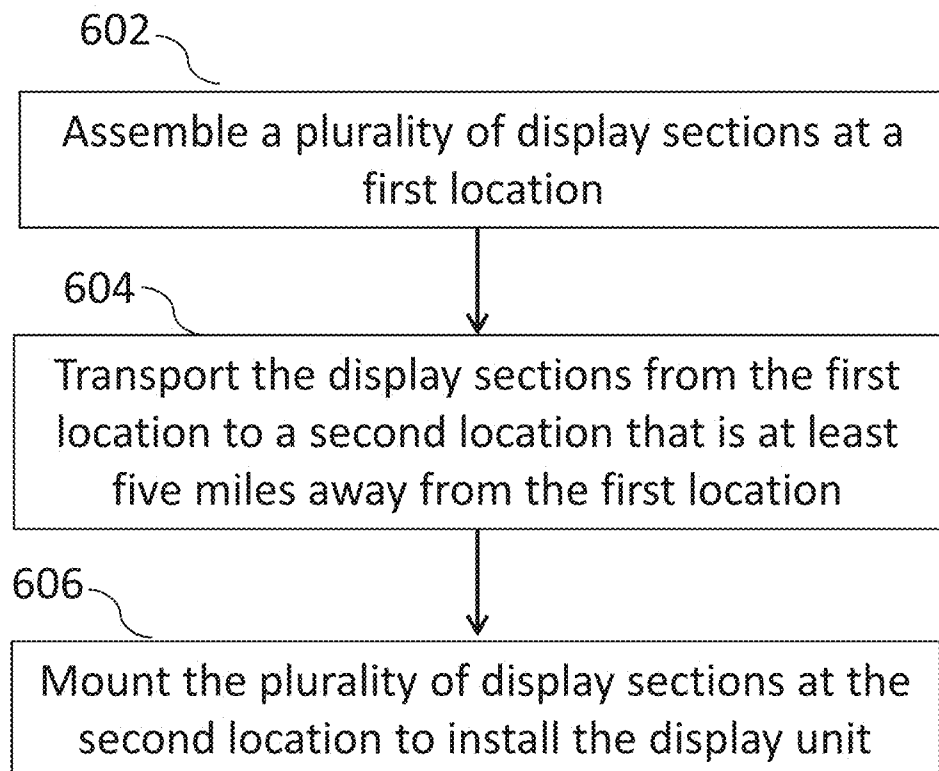 602
Assemble a plurality of display sections at a
first location
604
Transport the display sections from the first
location to a second location that is at least
five miles away from the first location
606
Mount the plurality of display sections at the
second location to install the display unit